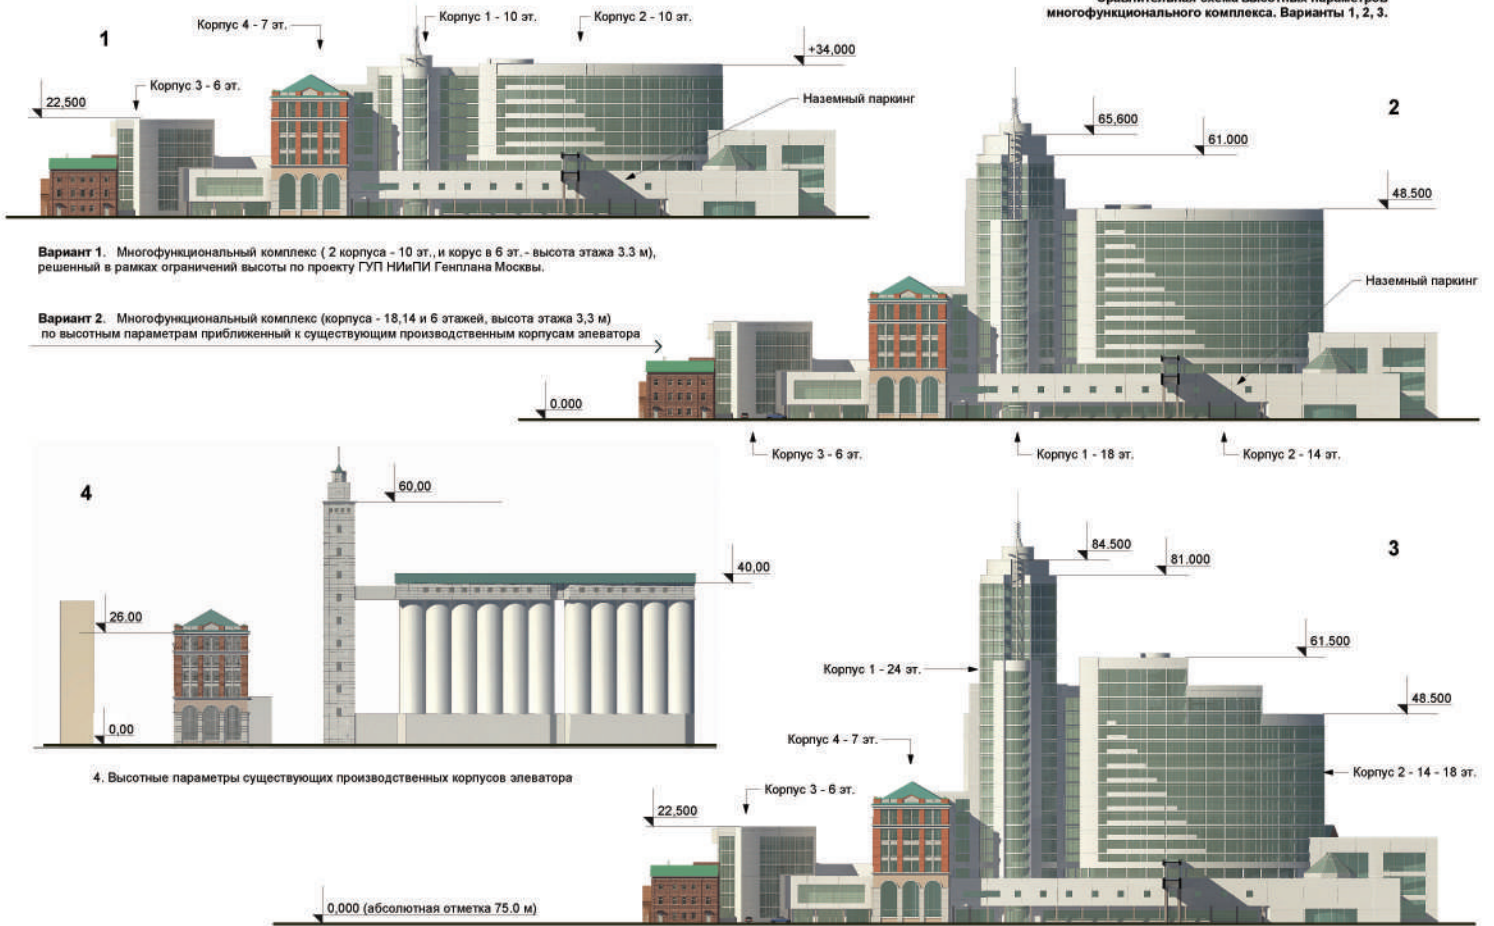 Сравнительная схема высотных параметров
многофункционального комплекса. Варианты 1, 2, 3.
1
Корпус 4 - 7 эт.
Корпус 1 - 10 эт.
Корпус 2 - 10 эт.
+34,000
Корпус 3 - 6 эт.
22,500
Наземный паркинг
Вариант 1. Многофункциональный комплекс ( 2 корпуса - 10 эт., и корус в 6 эт. - высота этажа 3.3 м),
решенный в рамках ограничений высоты по проекту ГУП НИиПИ Генплана Москвы.
Вариант 2. Многофункциональный комплекс (корпуса - 18,14 и 6 этажей, высота этажа 3,3 м)
по высотным параметрам приближенный к существующим производственным корпусам элеватора
2
65,600
61.000
48.500
Наземный паркинг
0.000
Корпус 3 - 6 эт.
Корпус 1 - 18 эт.
Корпус 2 - 14 эт.
4
60,00
40,00
26.00
0,00
4. Высотные параметры существующих производственных корпусов элеватора
3
84.500
81.000
61.500
48.500
Корпус 1 - 24 эт.
Корпус 4 - 7 эт.
Корпус 2 - 14 - 18 эт.
Корпус 3 - 6 эт.
22,500
0,000 (абсолютная отметка 75.0 м)